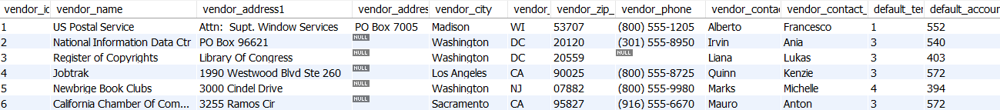 vendor_id vendor_name vendor_address1 vendor_addres vendor_city vendor_ vendor_zip_ vendor_phone vendor_contac vendor_contact_ default_ter default_accoun
1 US Postal Service Attn:  Supt. Window Services PO Box 7005 Madison WI 53707 (800) 555-1205 Alberto Francesco 1 552
2 National Information Data Ctr PO Box 96621 NULL Washington DC 20120 (301) 555-8950 Irvin Ania 3 540
3 Register of Copyrights Library Of Congress NULL Washington DC 20559 NULL Liana Lukas 3 403
4 Jobtrak 1990 Westwood Blvd Ste 260 NULL Los Angeles CA 90025 (800) 555-8725 Quinn Kenzie 3 572
5 Newbrige Book Clubs 3000 Cindel Drive NULL Washington NJ 07882 (800) 555-9980 Marks Michelle 4 394
6 California Chamber Of Com... 3255 Ramos Cir NULL Sacramento CA 95827 (916) 555-6670 Mauro Anton 3 572